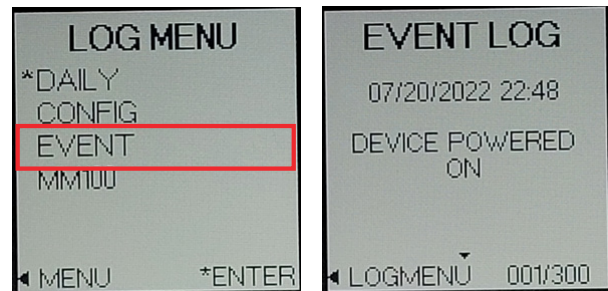 LOG MENU
*DAILY
CONFIG
EVENT
MM100
MENU *ENTER
EVENT LOG
07/20/2022 22:48
DEVICE POWERED
ON
LOGMENU 001/300